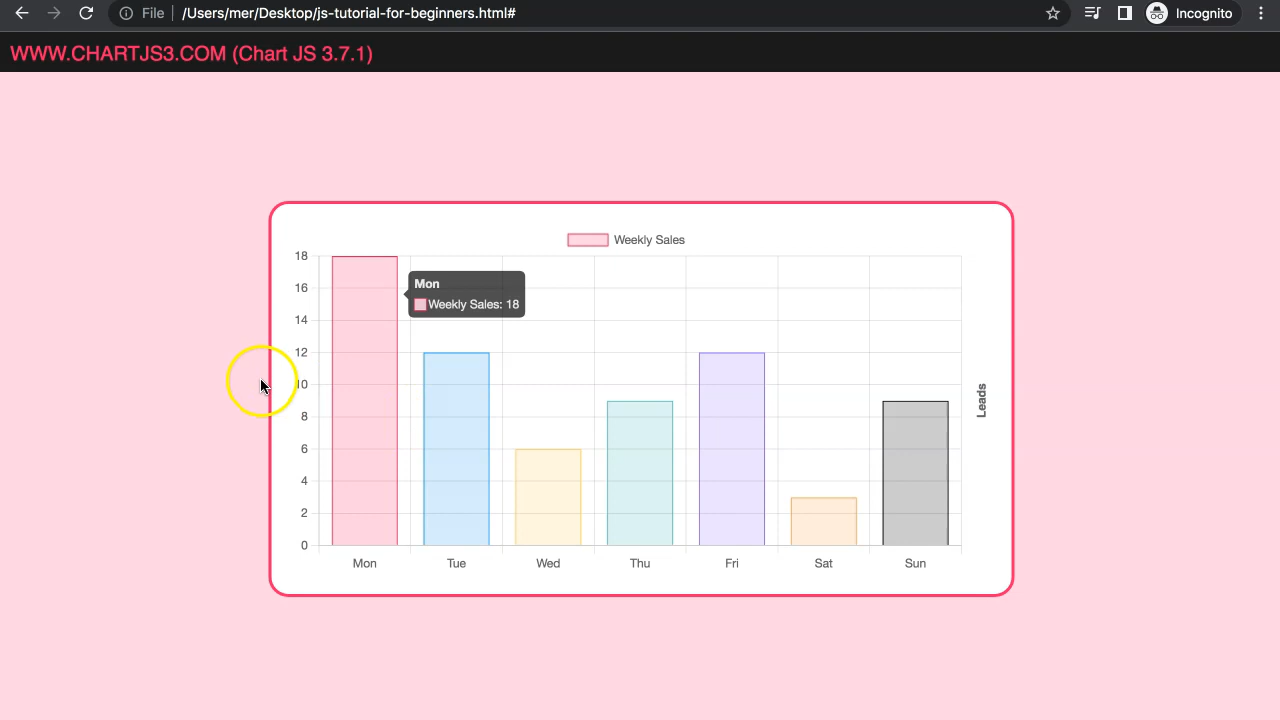 File /Users/mer/Desktop/js-tutorial-for-beginners.html# Incognito
WWW.CHARTJS3.COM (Chart JS 3.7.1)
Weekly Sales
18
16
14
12
10
8
6
4
2
0
Mon
Weekly Sales: 18
Leads
Mon Tue Wed Thu Fri Sat Sun